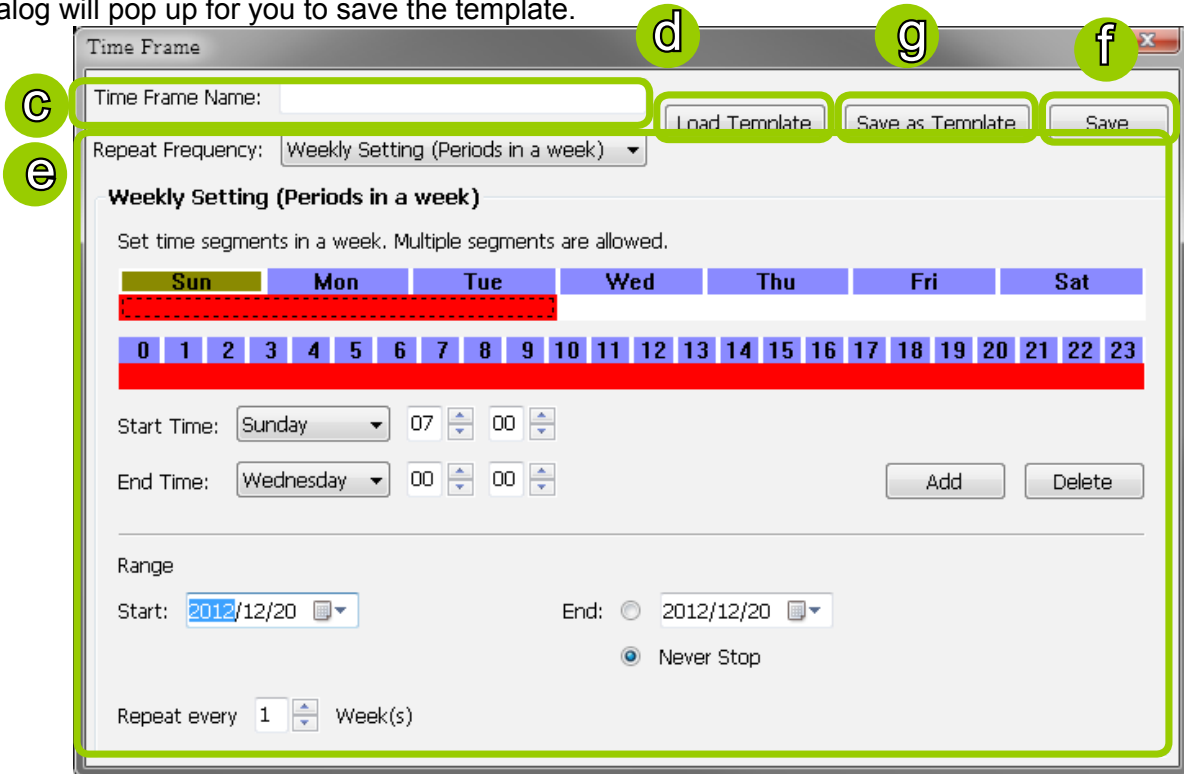 alog will pop up for you to save the template.
d g f
Time Frame
c Time Frame Name:
Load Template Save as Template Save
e Repeat Frequency: Weekly Setting (Periods in a week)
Weekly Setting (Periods in a week)
Set time segments in a week. Multiple segments are allowed.
Sun Mon Tue Wed Thu Fri Sat
0 1 2 3 4 5 6 7 8 9 10 11 12 13 14 15 16 17 18 19 20 21 22 23
Start Time: Sunday 07 00
End Time: Wednesday 00 00 Add Delete
Range
Start: 2012/12/20 End: 2012/12/20
Never Stop
Repeat every 1 Week(s)